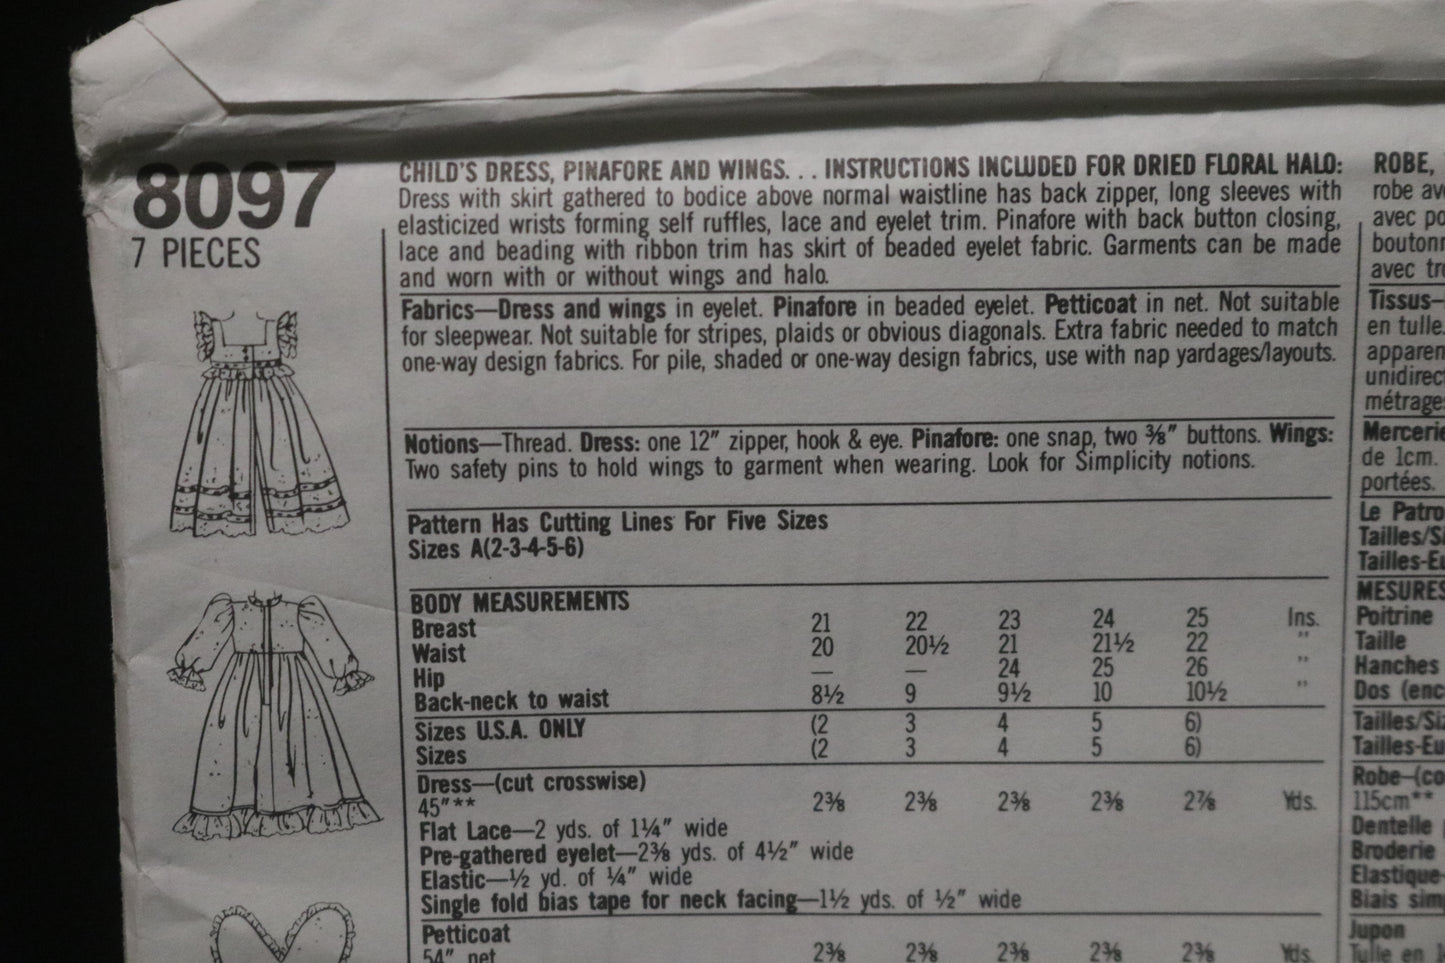 8097
7 PIECES
CHILD'S DRESS, PINAFORE AND WINGS. . . INSTRUCTIONS INCLUDED FOR DRIED FLORAL HALO:
Dress with skirt gathered to bodice above normal waistline has back zipper, long sleeves with
elasticized wrists forming self ruffles, lace and eyelet trim. Pinafore with back button closing,
lace and beading with ribbon trim has skirt of beaded eyelet fabric. Garments can be made
and worn with or without wings and halo.
Fabrics—Dress and wings in eyelet. Pinafore in beaded eyelet. Petticoat in net. Not suitable
for sleepwear. Not suitable for stripes, plaids or obvious diagonals. Extra fabric needed to match
one-way design fabrics. For pile, shaded or one-way design fabrics, use with nap yardages/layouts.
Notions—Thread. Dress: one 12" zipper, hook & eye. Pinafore: one snap, two ⅜" buttons. Wings:
Two safety pins to hold wings to garment when wearing. Look for Simplicity notions.
Pattern Has Cutting Lines For Five Sizes
Sizes A(2-3-4-5-6)
BODY MEASUREMENTS
Breast 21 22 23 24 25 Ins.
Waist 20 20½ 21 21½ 22 "
Hip — — 24 25 26 "
Back-neck to waist 8½ 9 9½ 10 10½ "
Sizes U.S.A. ONLY (2 3 4 5 6)
Sizes (2 3 4 5 6)
Dress—(cut crosswise)
45"** 2⅜ 2⅜ 2⅜ 2⅜ 2⅞ Yds.
Flat Lace—2 yds. of 1¼" wide
Pre-gathered eyelet—2⅜ yds. of 4½" wide
Elastic—½ yd. of ¼" wide
Single fold bias tape for neck facing—1½ yds. of ½" wide
Petticoat
54" net 2⅜ 2⅜ 2⅜ 2⅜ 2⅜ Yds.
ROBE,
robe av
avec po
boutonn
avec tr
Tissus—
en tulle.
apparen
unidirect
métrages
Mercerie
de 1cm.
portées.
Le Patro
Tailles/S
Tailles-E
MESURES
Poitrine
Taille
Hanches
Dos (enc
Tailles/Si
Tailles-Eu
Robe—(co
115cm**
Dentelle
Broderie
Elastique-
Biais sim
Jupon
Tulle en